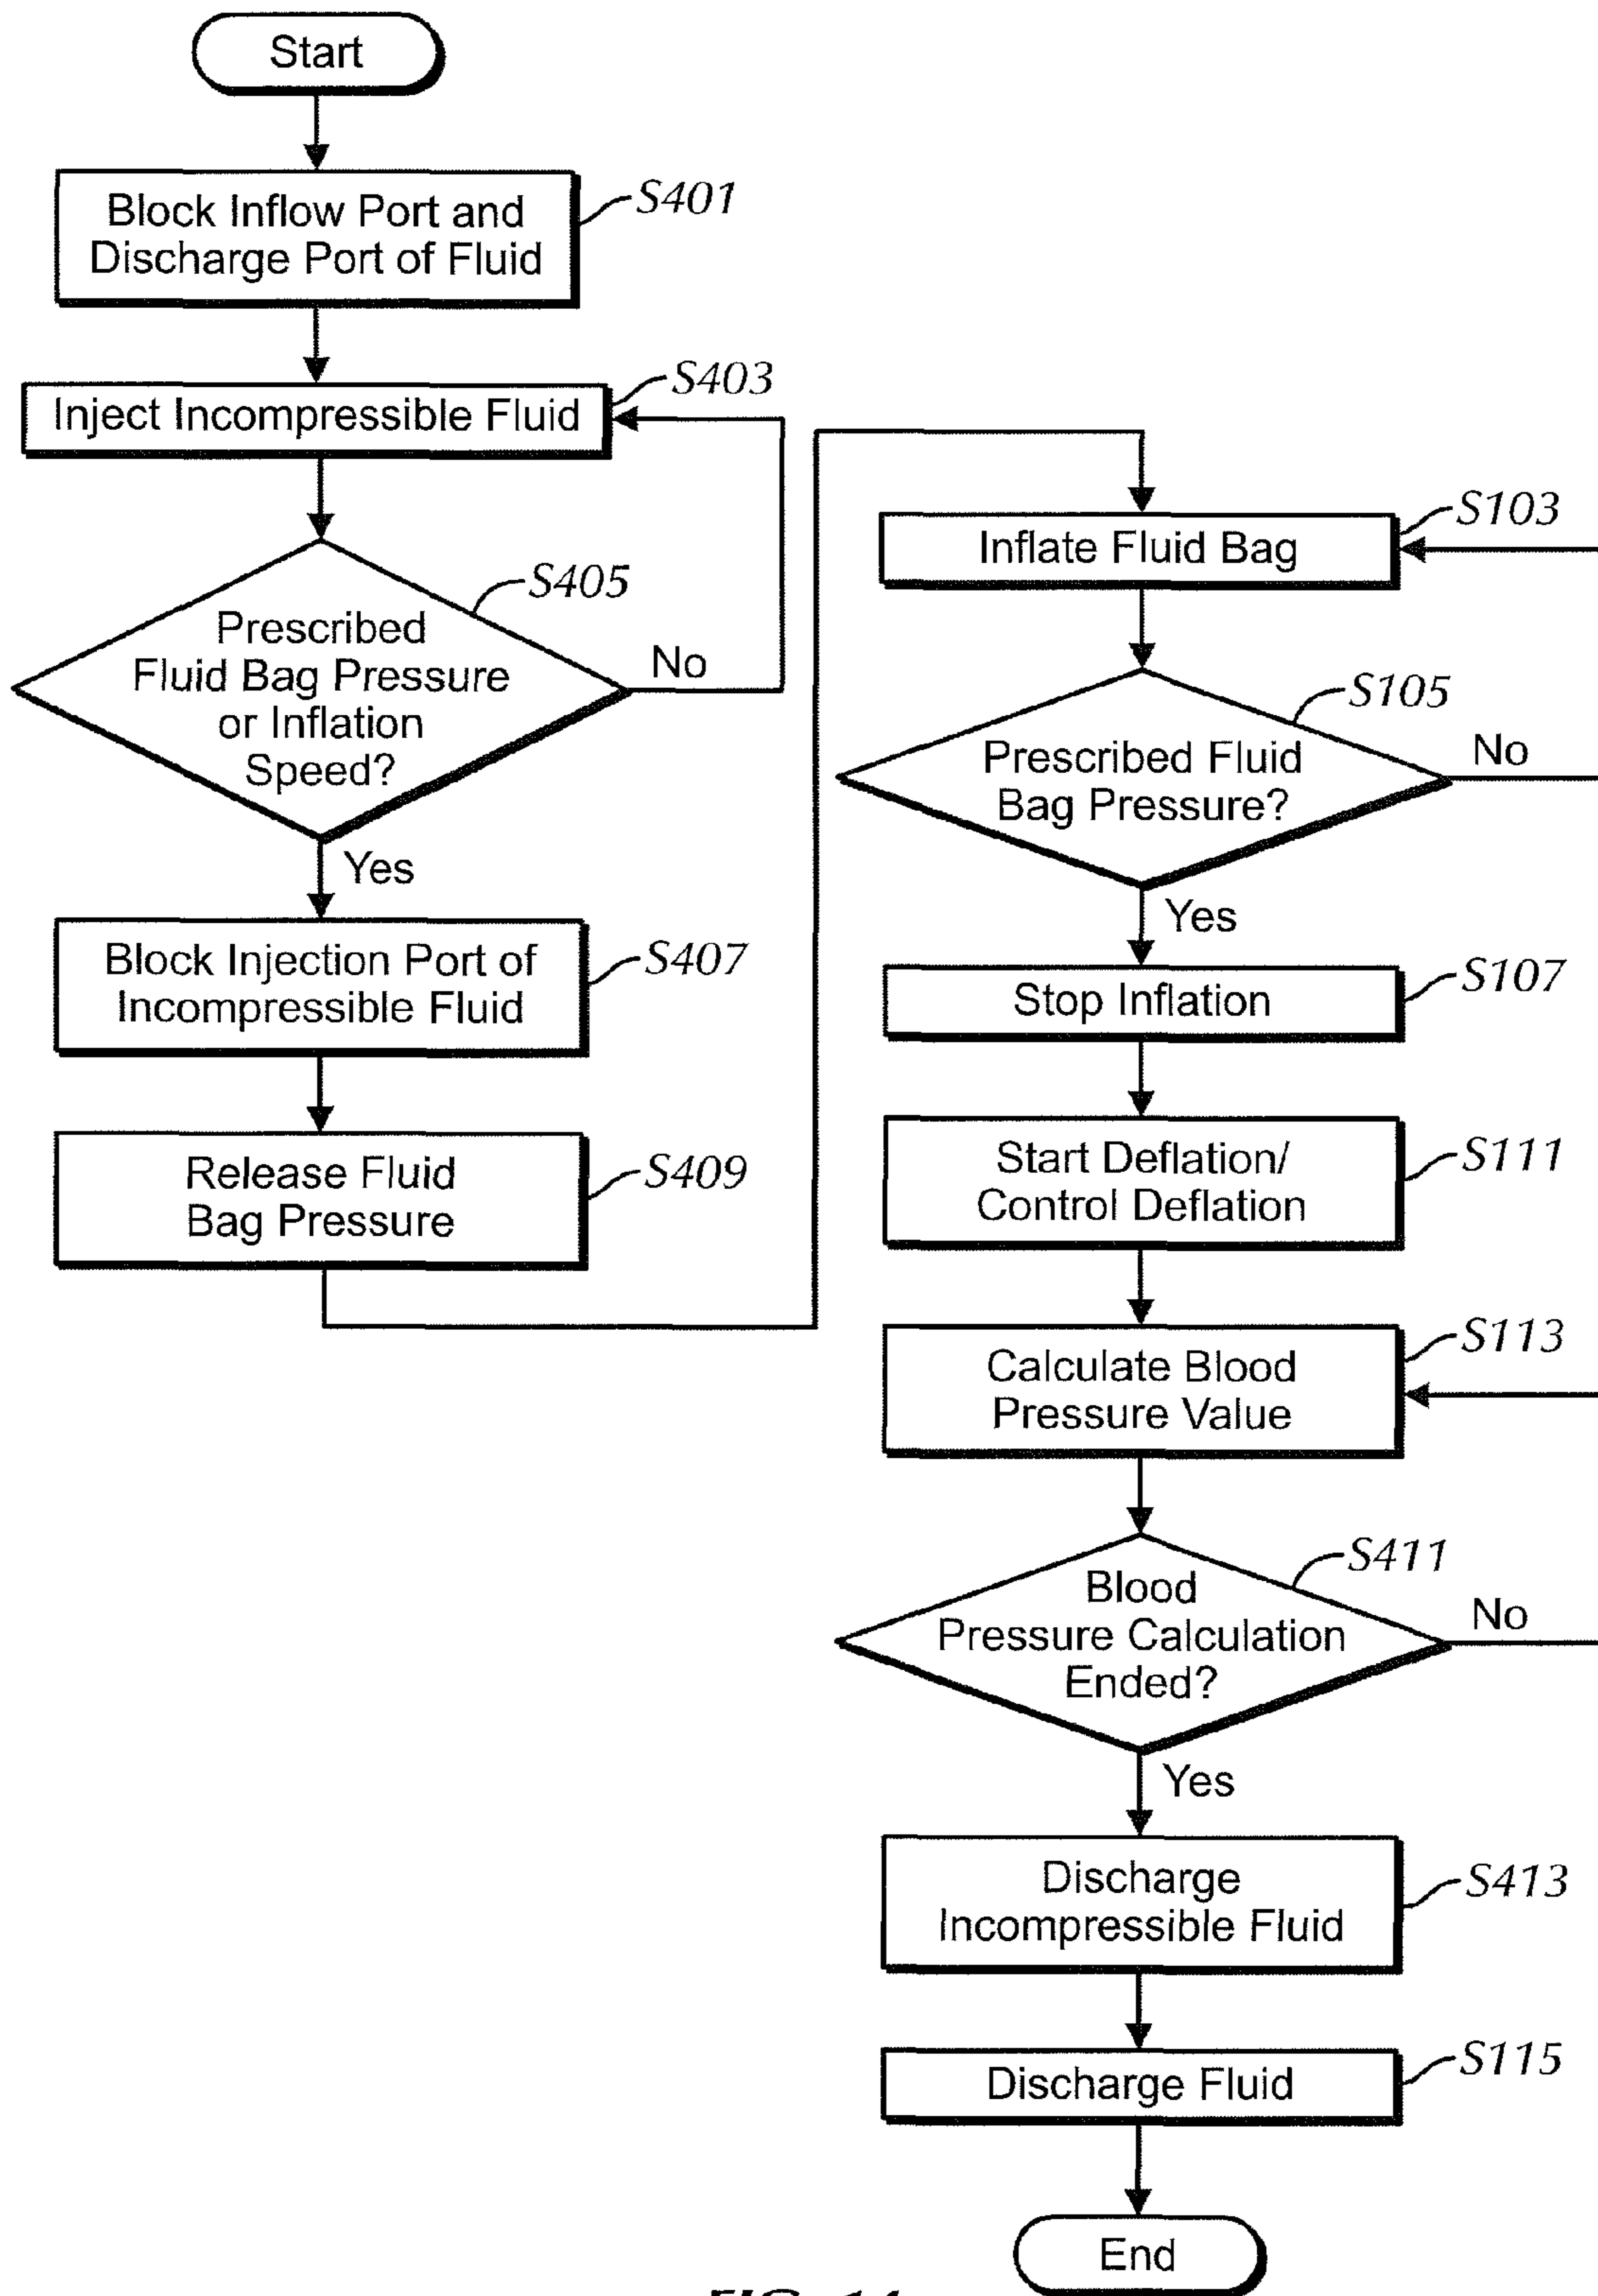 Start
Block Inflow Port and
Discharge Port of Fluid
S401
Inject Incompressible Fluid
S403
Prescribed
Fluid Bag Pressure
or Inflation
Speed?
S405
No
Yes
Block Injection Port of
Incompressible Fluid
S407
Release Fluid
Bag Pressure
S409
Inflate Fluid Bag
S103
Prescribed Fluid
Bag Pressure?
S105
No
Yes
Stop Inflation
S107
Start Deflation/
Control Deflation
S111
Calculate Blood
Pressure Value
S113
Blood
Pressure Calculation
Ended?
S411
No
Yes
Discharge
Incompressible Fluid
S413
Discharge Fluid
S115
End